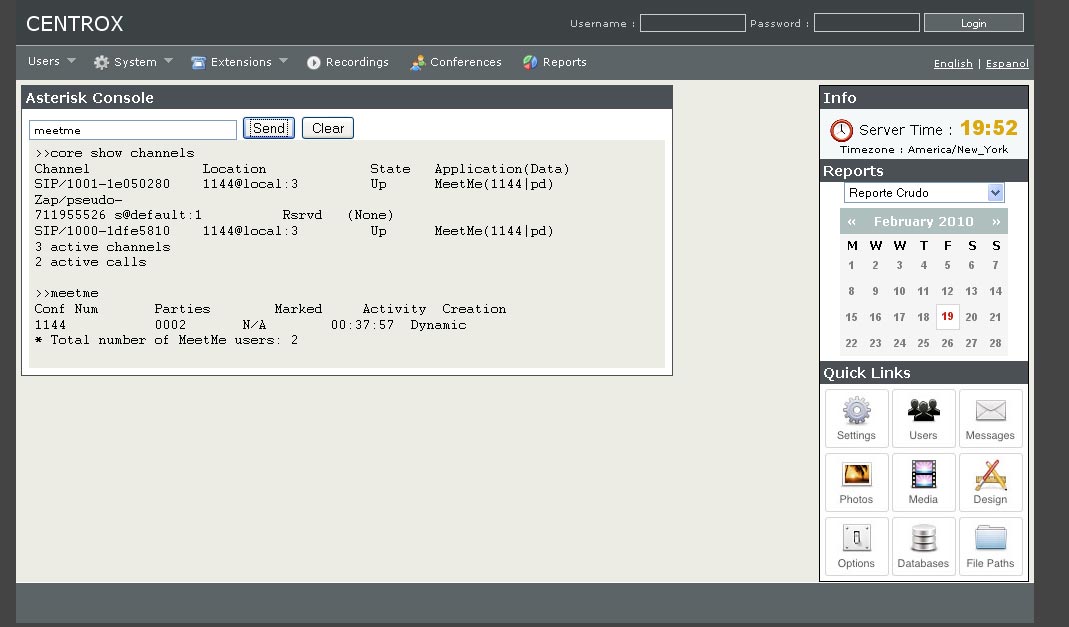 CENTROX
Username :
Password :
Login
Users
System
Extensions
Recordings
Conferences
Reports
English | Espanol
Asterisk Console
meetme
Send
Clear
>>core show channels
Channel Location State Application(Data)
SIP/1001-1e050280 1144@local:3 Up MeetMe(1144|pd)
Zap/pseudo-
711955526 s@default:1 Rsrvd (None)
SIP/1000-1dfe5810 1144@local:3 Up MeetMe(1144|pd)
3 active channels
2 active calls
>>meetme
Conf Num Parties Marked Activity Creation
1144 0002 N/A 00:37:57 Dynamic
* Total number of MeetMe users: 2
Info
Server Time : 19:52
Timezone : America/New_York
Reports
Reporte Crudo
« February 2010 »
M W W T F S S
1 2 3 4 5 6 7
8 9 10 11 12 13 14
15 16 17 18 19 20 21
22 23 24 25 26 27 28
Quick Links
Settings Users Messages
Photos Media Design
Options Databases File Paths